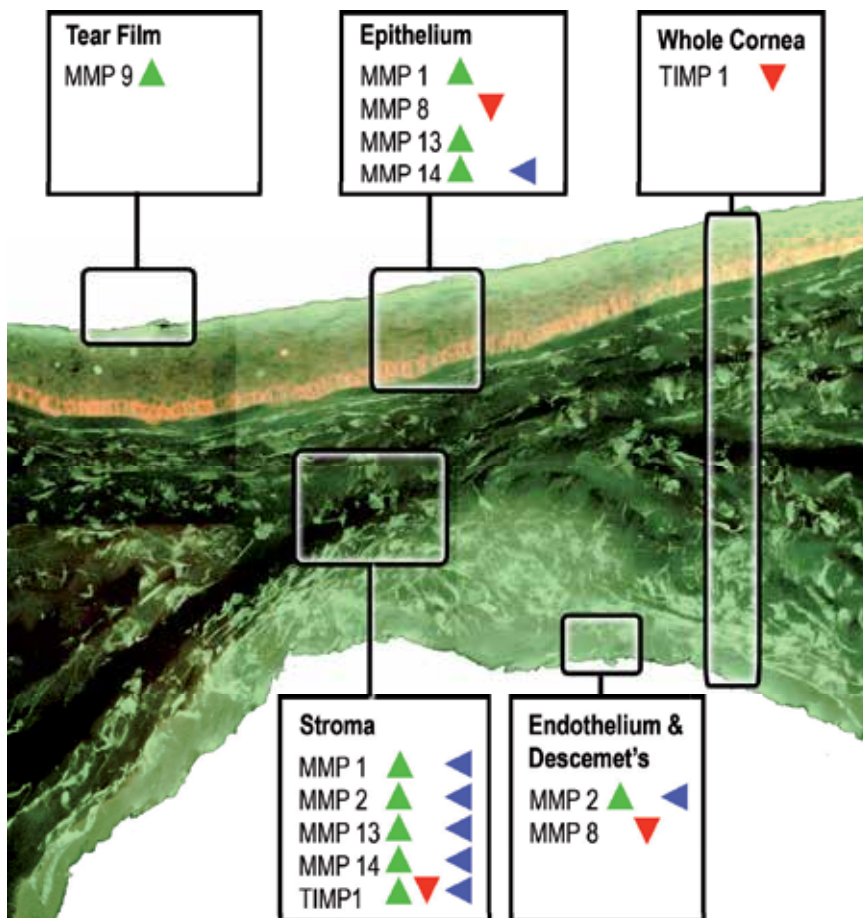 Tear Film
MMP 9
Epithelium
MMP 1
MMP 8
MMP 13
MMP 14
Whole Cornea
TIMP 1
Stroma
MMP 1
MMP 2
MMP 13
MMP 14
TIMP1
Endothelium &
Descemet's
MMP 2
MMP 8